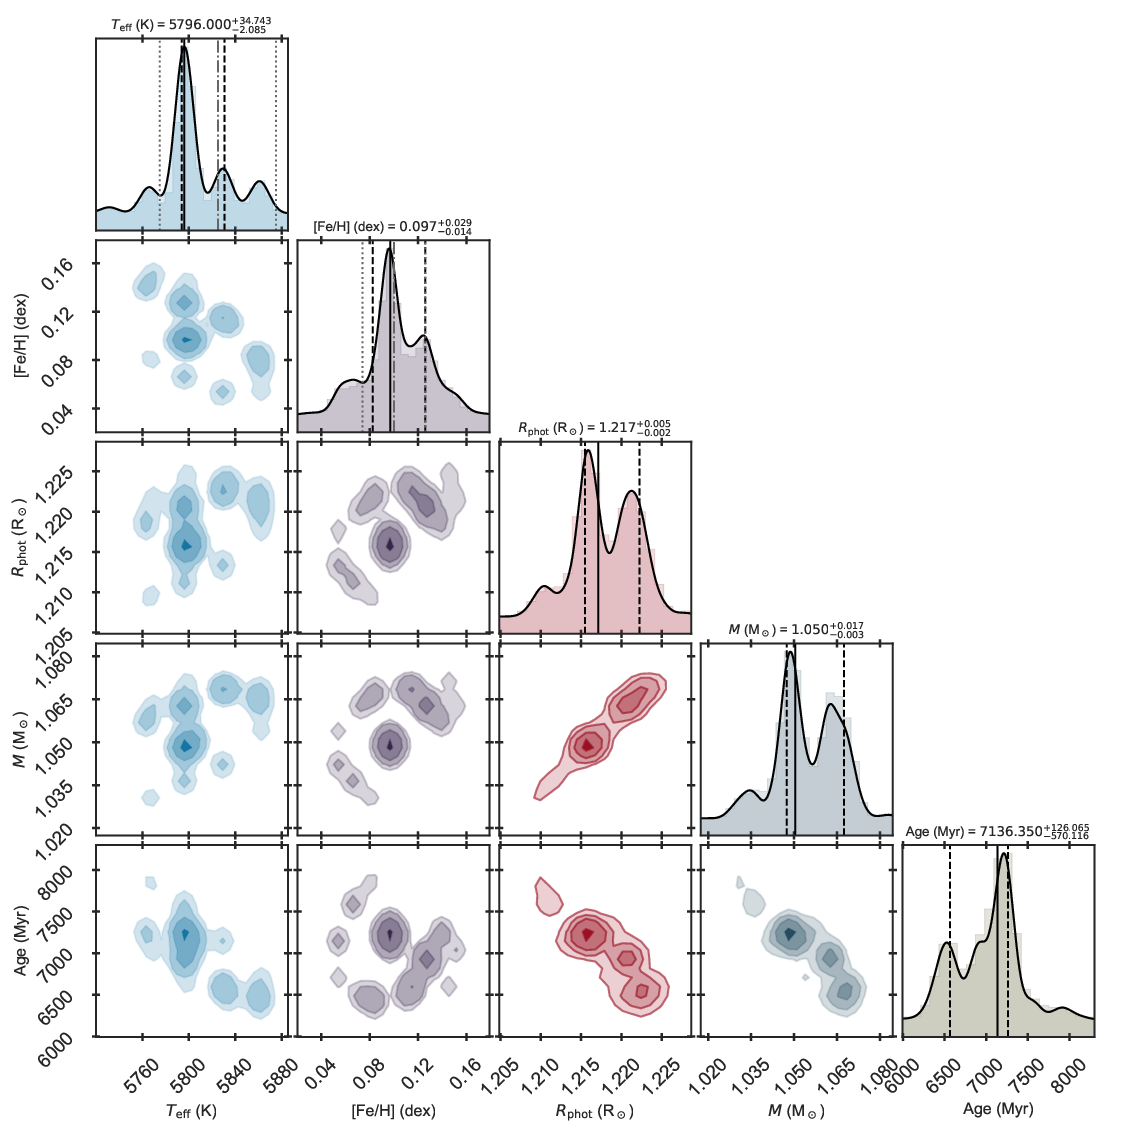 T_eff (K) = 5796.000 +34.743 −2.085
[Fe/H] (dex) = 0.097 +0.029 −0.014
0.16
0.12
0.08
0.04
[Fe/H] (dex)
R_phot (R⊙) = 1.217 +0.005 −0.002
1.225
1.220
1.215
1.210
1.205
R_phot (R⊙)
M (M⊙) = 1.050 +0.017 −0.003
1.080
1.065
1.050
1.035
1.020
M (M⊙)
Age (Myr) = 7136.350 +126.065 −570.116
8000
7500
7000
6500
6000
Age (Myr)
5760 5800 5840 5880 0.04 0.08 0.12 0.16 1.205 1.210 1.215 1.220 1.225 1.020 1.035 1.050 1.065 1.080 6000 6500 7000 7500 8000
T_eff (K) [Fe/H] (dex) R_phot (R⊙) M (M⊙) Age (Myr)